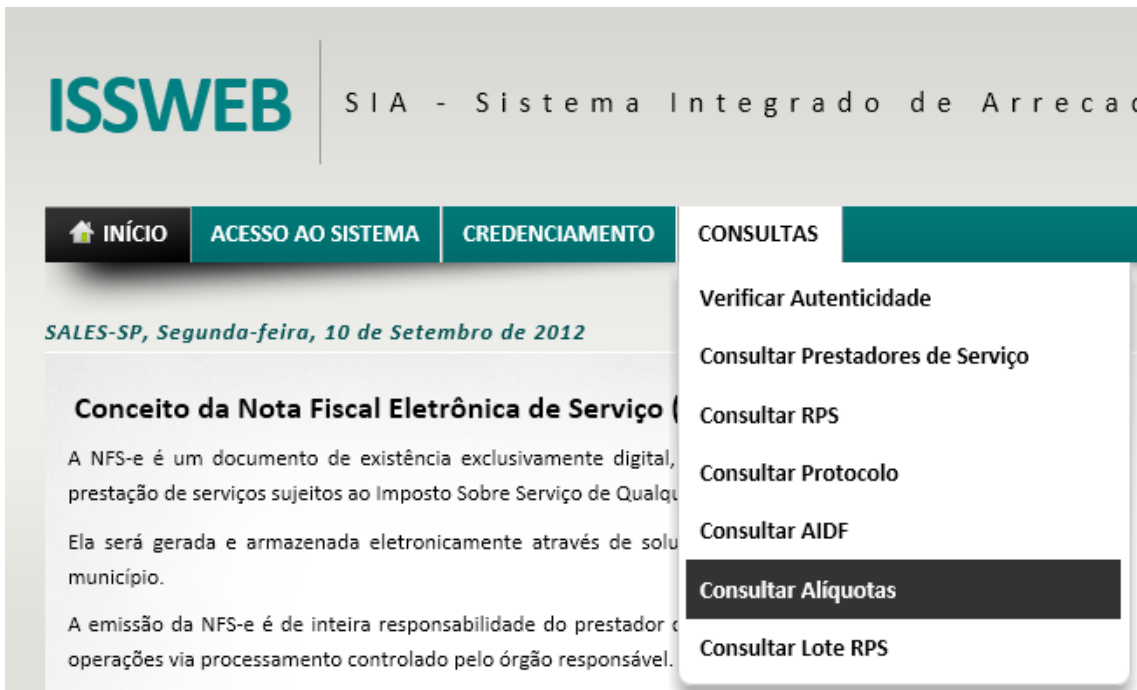 ISSWEB
SIA - Sistema Integrado de
INÍCIO
ACESSO AO SISTEMA
CREDENCIAMENTO
CONSULTAS
Verificar Autenticidade
Consultar Prestadores de Serviço
Consultar RPS
Consultar Protocolo
Consultar AIDF
Consultar Alíquotas
Consultar Lote RPS
SALES-SP, Segunda-feira, 10 de Setembro de 2012
Conceito da Nota Fiscal Eletrônica de Serviço (
A NFS-e é um documento de existência exclusivamente digital,
prestação de serviços sujeitos ao Imposto Sobre Serviço de
Ela será gerada e armazenada eletronicamente através de
município.
A emissão da NFS-e é de inteira responsabilidade do prestador
operações via processamento controlado pelo órgão responsável.